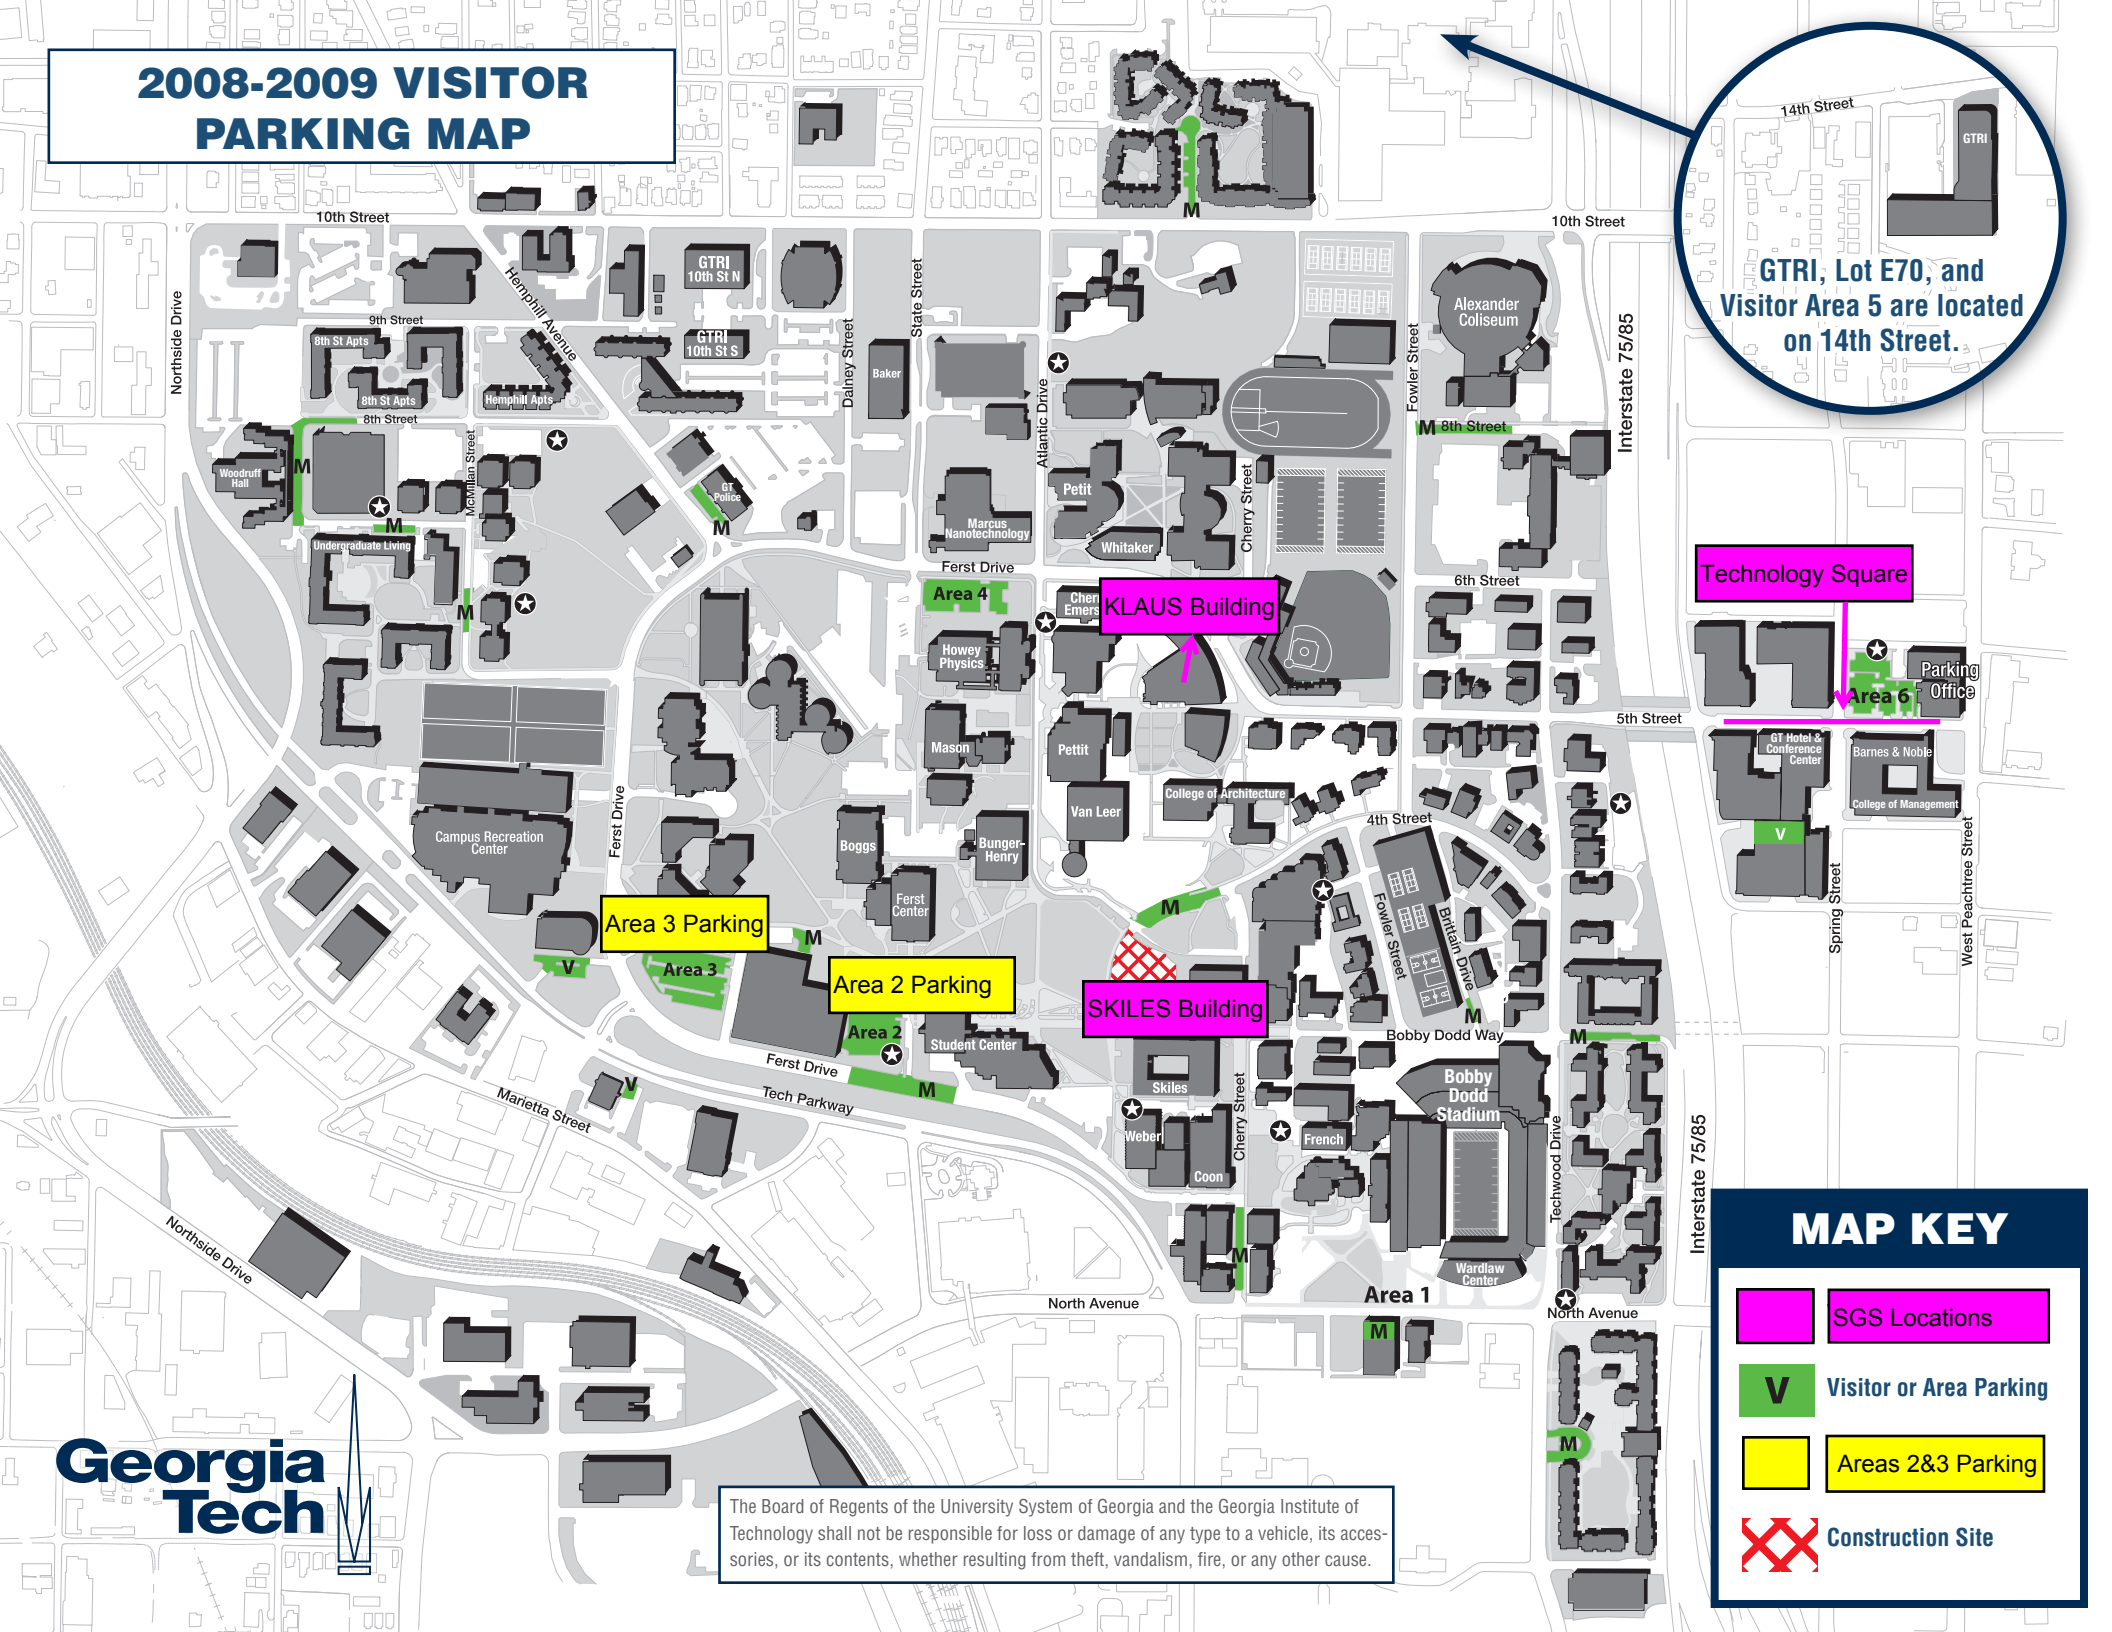 2008-2009 VISITOR
PARKING MAP
14th Street
GTRI
GTRI, Lot E70, and
Visitor Area 5 are located
on 14th Street.
10th Street
10th Street
M
Northside Drive
Hemphill Avenue
GTRI
10th St N
State Street
Alexander
Coliseum
Interstate 75/85
9th Street
8th St Apts
GTRI
10th St S
Dalney Street
Baker
Fowler Street
8th St Apts
Hemphill Apts
Atlantic Drive
8th Street
M
8th Street
McMillan Street
Woodruff
Hall
M
GT
Police
Petit
Cherry Street
M
M
Marcus
Nanotechnology
Undergraduate Living
Whitaker
Ferst Drive
6th Street
Technology Square
Area 4
Cher
Emers
KLAUS Building
M
Howey
Physics
Parking
Office
Area 6
5th Street
Mason
Pettit
GT Hotel &
Conference
Center
Barnes & Noble
College of Management
College of Architecture
Van Leer
4th Street
V
Ferst Drive
Campus Recreation
Center
Boggs
Bunger-
Henry
Spring Street
West Peachtree Street
Ferst
Center
M
Fowler Street
Brittain Drive
Area 3 Parking
M
V
Area 3
Area 2 Parking
SKILES Building
M
Area 2
Student Center
Bobby Dodd Way
M
Ferst Drive
M
Tech Parkway
V
Marietta Street
Skiles
Bobby
Dodd
Stadium
Cherry Street
Weber
French
Coon
Techwood Drive
Interstate 75/85
Northside Drive
M
Wardlaw
Center
North Avenue
Area 1
North Avenue
M
M
MAP KEY
SGS Locations
V
Visitor or Area Parking
Areas 2&3 Parking
Construction Site
Georgia
Tech
The Board of Regents of the University System of Georgia and the Georgia Institute of
Technology shall not be responsible for loss or damage of any type to a vehicle, its acces-
sories, or its contents, whether resulting from theft, vandalism, fire, or any other cause.